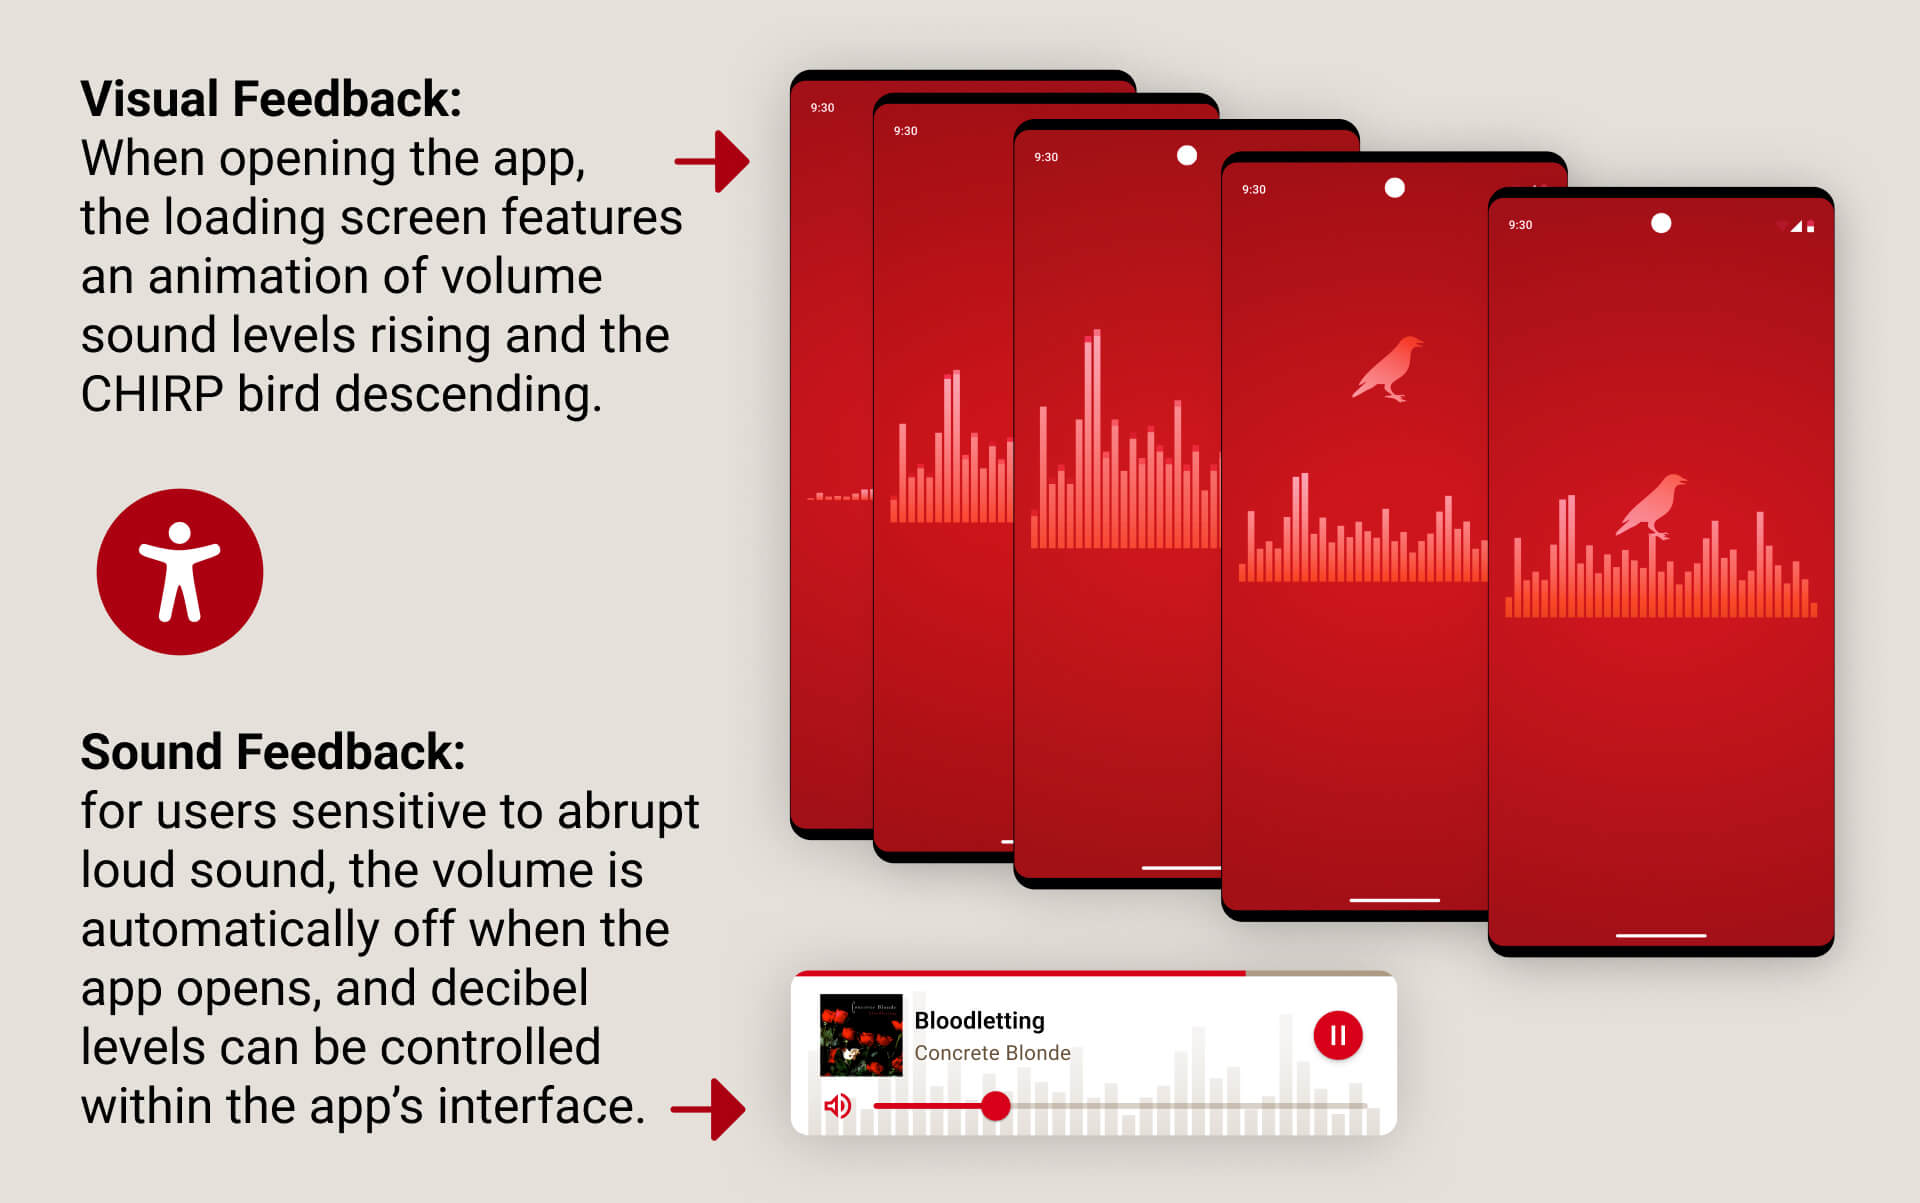 Visual Feedback:
When opening the app,
the loading screen features
an animation of volume
sound levels rising and the
CHIRP bird descending.
Sound Feedback:
for users sensitive to abrupt
loud sound, the volume is
automatically off when the
app opens, and decibel
levels can be controlled
within the app’s interface.
9:30
9:30
9:30
9:30
9:30
Concrete Blonde
Bloodletting
Concrete Blonde